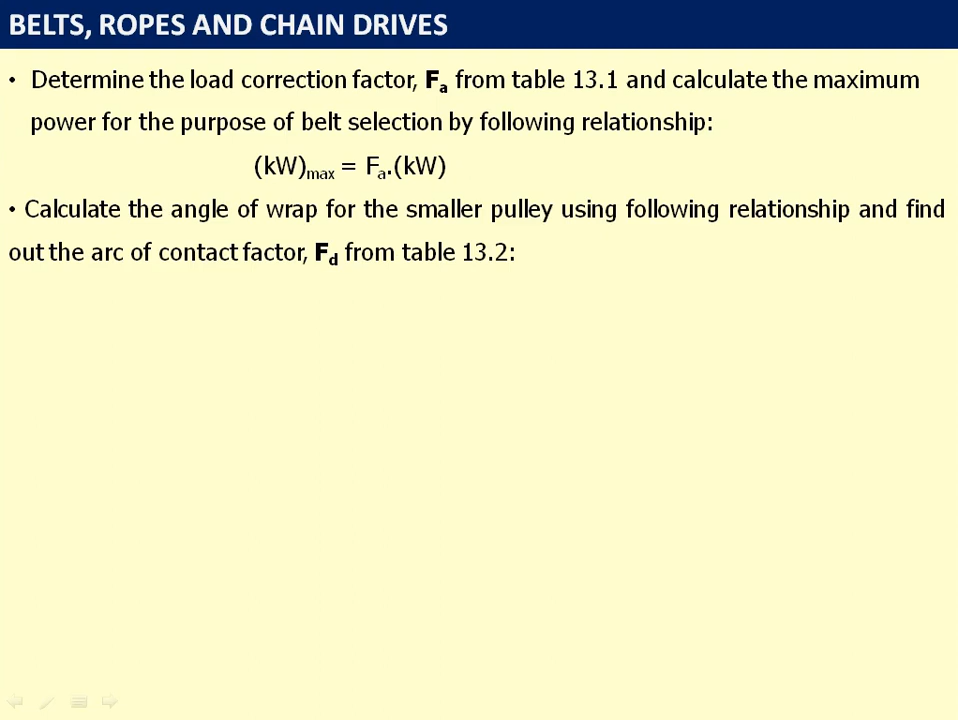 BELTS, ROPES AND CHAIN DRIVES
• Determine the load correction factor, Fa from table 13.1 and calculate the maximum
power for the purpose of belt selection by following relationship:
(kW)max = Fa.(kW)
• Calculate the angle of wrap for the smaller pulley using following relationship and find
out the arc of contact factor, Fd from table 13.2: